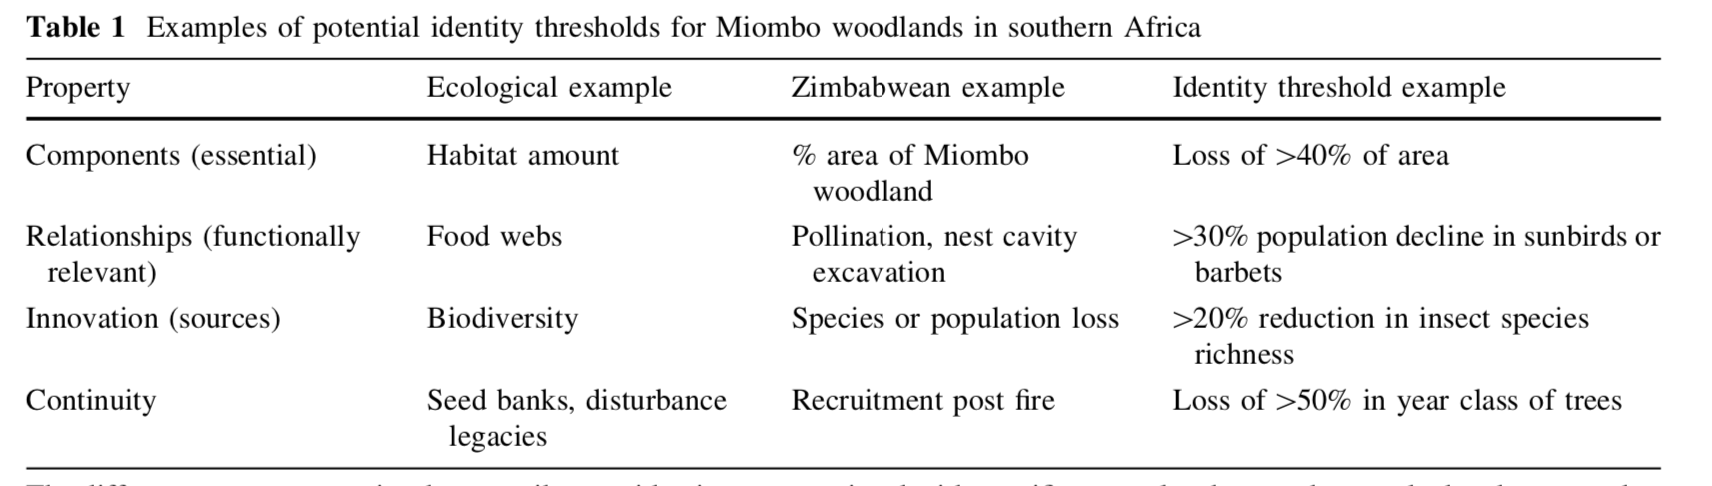 Table 1 Examples of potential identity thresholds for Miombo woodlands in southern Africa
Property Ecological example Zimbabwean example Identity threshold example
Components (essential) Habitat amount % area of Miombo Loss of >40% of area
woodland
Relationships (functionally Food webs Pollination, nest cavity >30% population decline in sunbirds or
relevant) excavation barbets
Innovation (sources) Biodiversity Species or population loss >20% reduction in insect species
richness
Continuity Seed banks, disturbance Recruitment post fire Loss of >50% in year class of trees
legacies